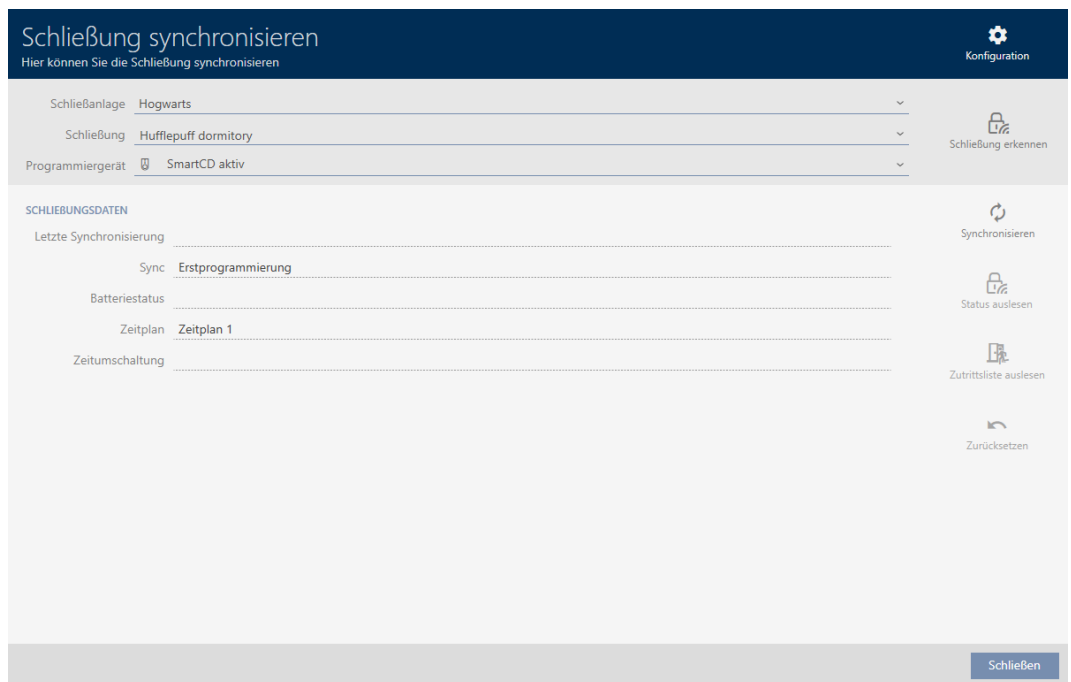 Schließung synchronisieren
Hier können Sie die Schließung synchronisieren
Konfiguration
Schließanlage Hogwarts
Schließung Hufflepuff dormitory
Programmiergerät SmartCD aktiv
Schließung erkennen
SCHLIEßUNGSDATEN
Letzte Synchronisierung
Sync Erstprogrammierung
Batteriestatus
Zeitplan Zeitplan 1
Zeitumschaltung
Synchronisieren
Status auslesen
Zutrittsliste auslesen
Zurücksetzen
Schließen